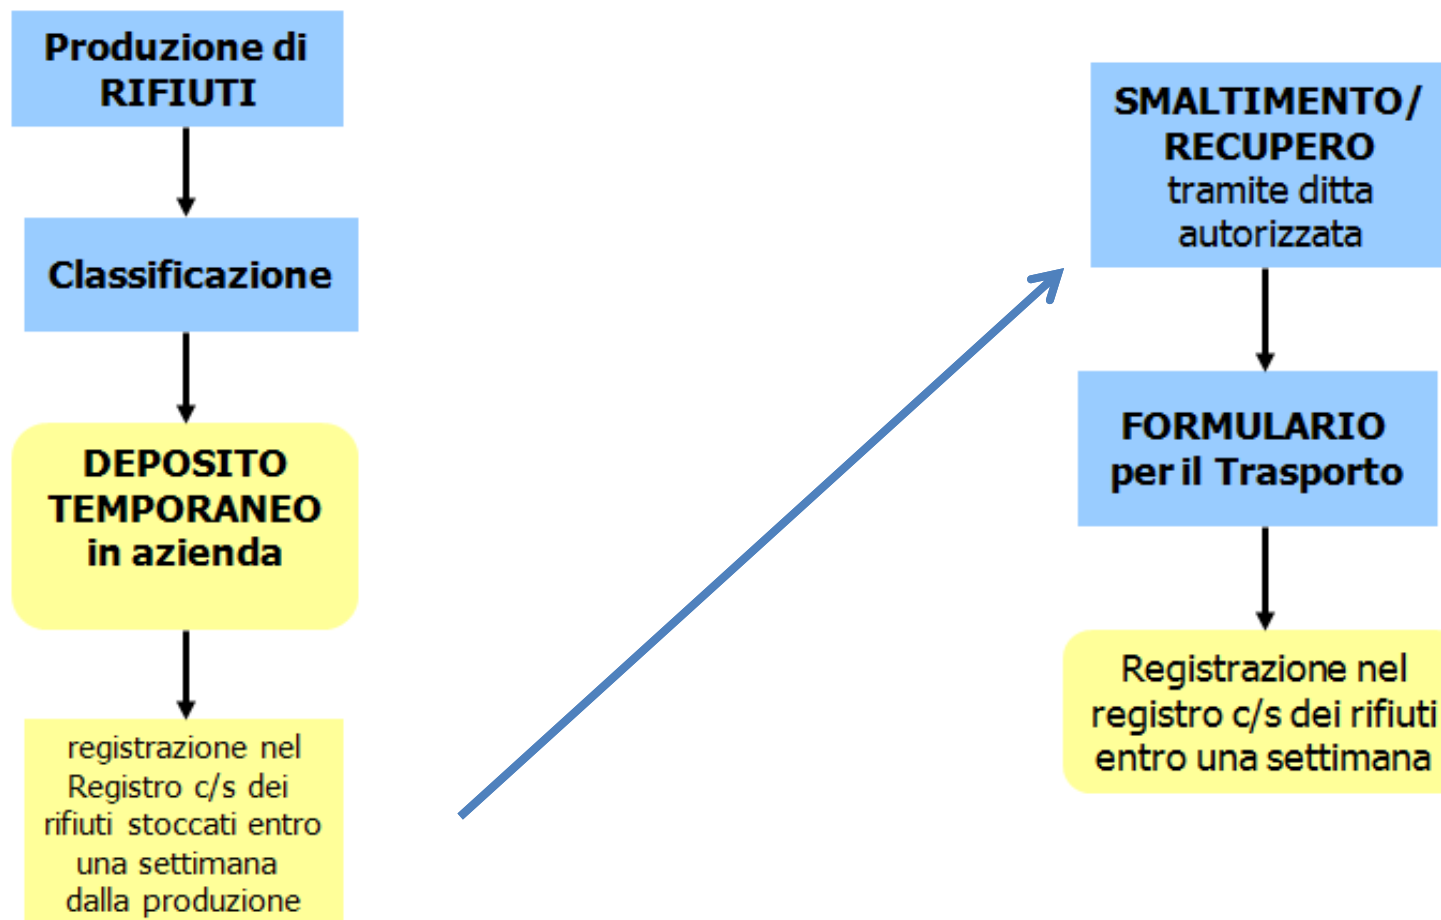 Produzione di
RIFIUTI
Classificazione
DEPOSITO
TEMPORANEO
in azienda
registrazione nel
Registro c/s dei
rifiuti stoccati entro
una settimana
dalla produzione
SMALTIMENTO/
RECUPERO
tramite ditta
autorizzata
FORMULARIO
per il Trasporto
Registrazione nel
registro c/s dei rifiuti
entro una settimana